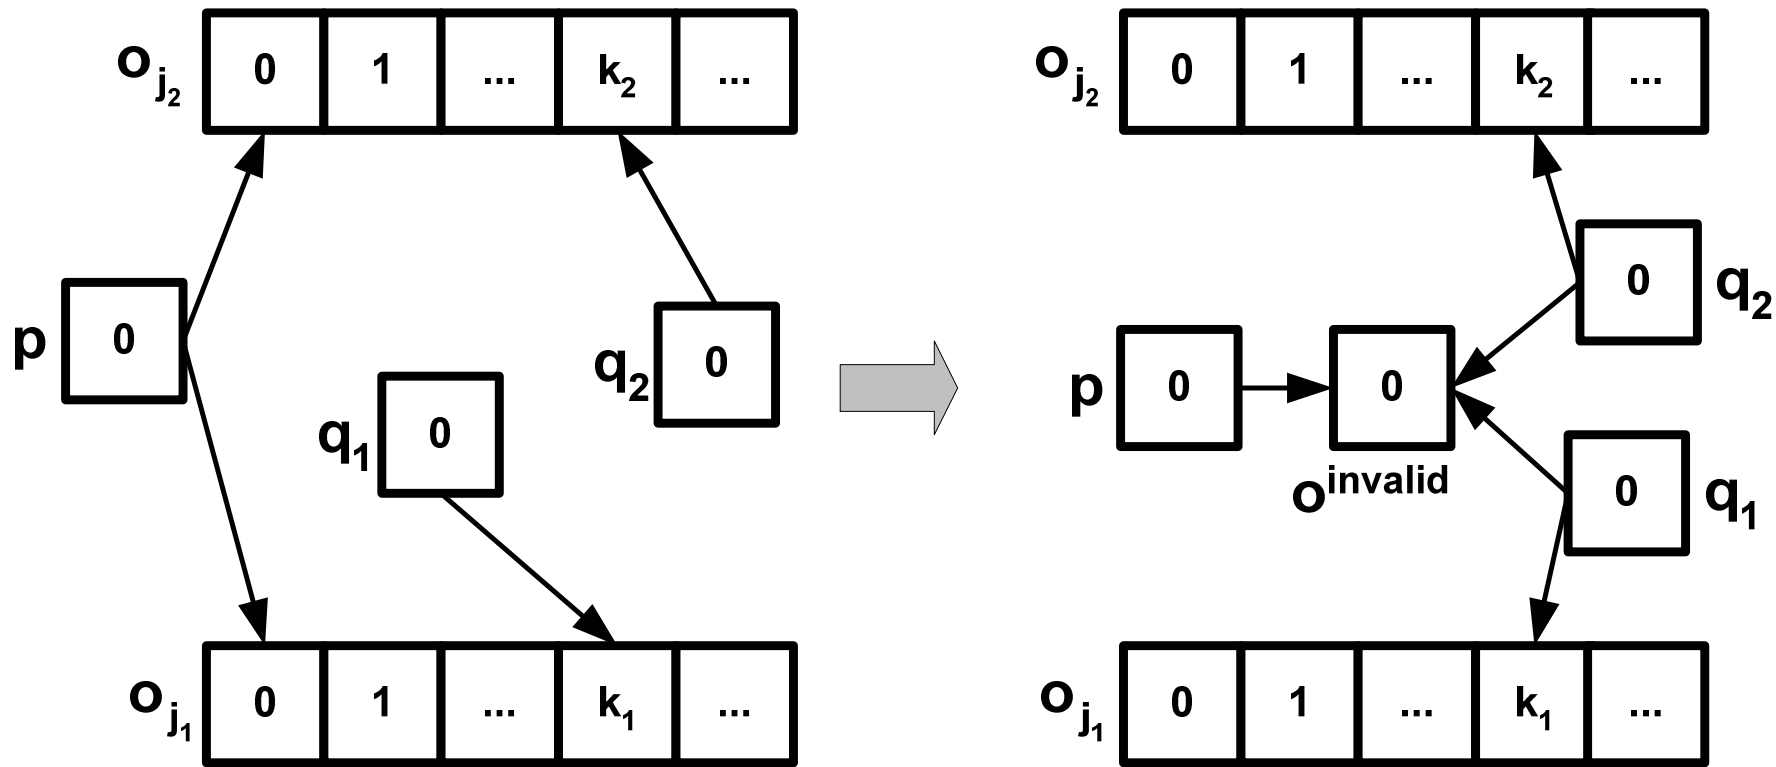 o_{j_2} 0 1 ... k_2 ...
p 0
q_1 0
q_2 0
o_{j_1} 0 1 ... k_1 ...
o_{j_2} 0 1 ... k_2 ...
0 q_2
p 0 0
o^{invalid}
0 q_1
o_{j_1} 0 1 ... k_1 ...